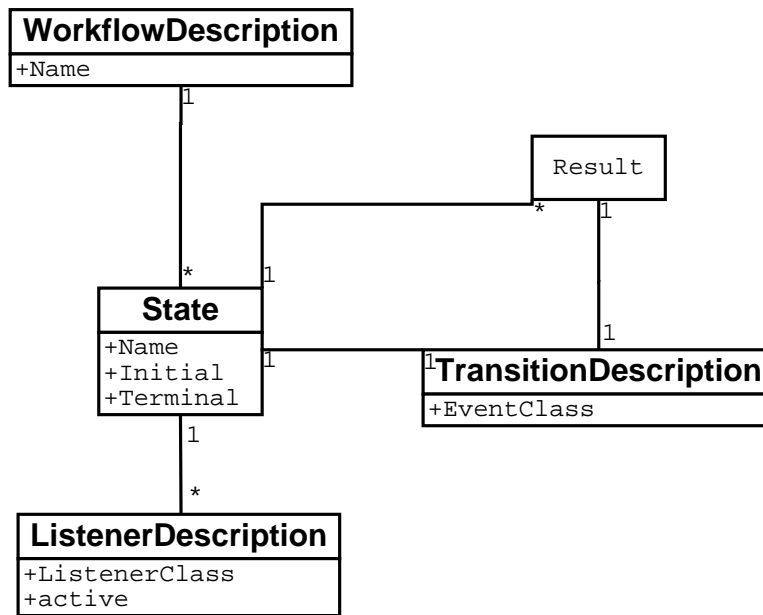 WorkflowDescription
+Name
1
Result
*
1
*
1
State
+Name
+Initial
+Terminal
1
1
1
TransitionDescription
+EventClass
1
*
ListenerDescription
+ListenerClass
+active